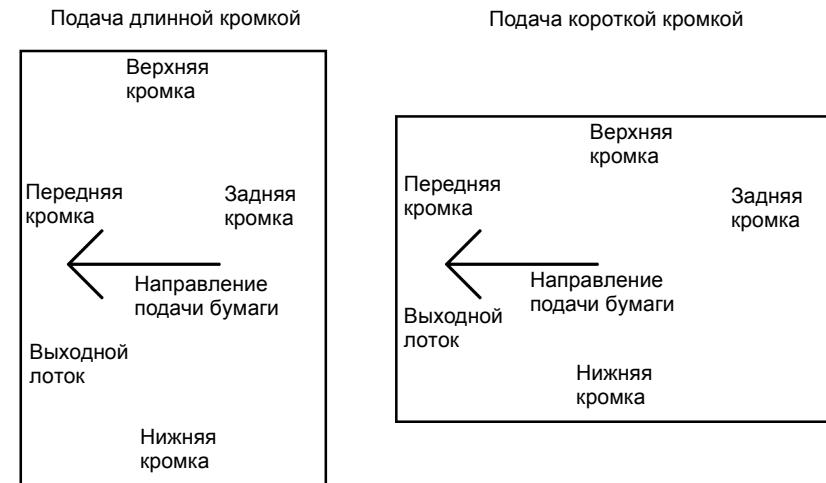 Подача длинной кромкой
Верхняя
кромка
Передняя
кромка
Задняя
кромка
Направление
подачи бумаги
Выходной
лоток
Нижняя
кромка
Подача короткой кромкой
Верхняя
кромка
Передняя
кромка
Задняя
кромка
Направление
подачи бумаги
Выходной
лоток
Нижняя
кромка